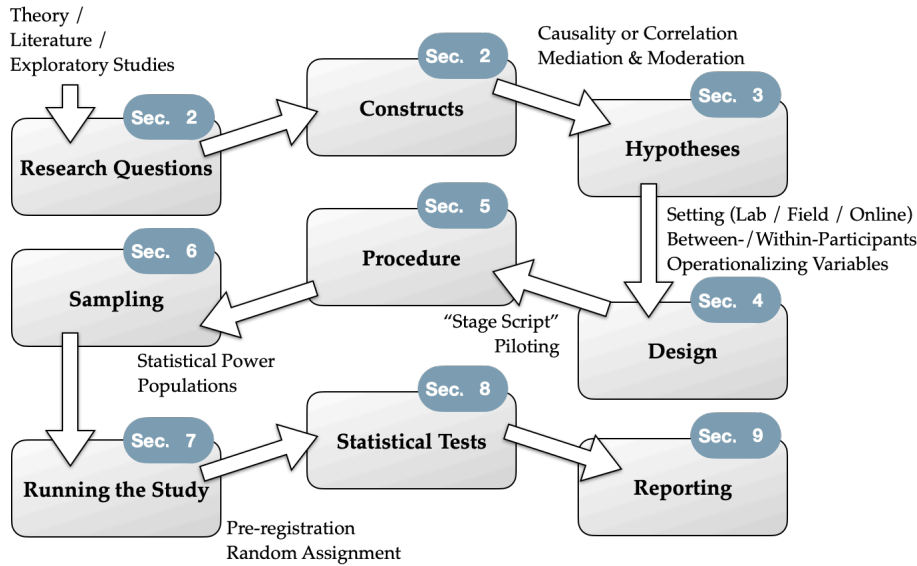 Theory /
Literature /
Exploratory Studies
Sec. 2
Research Questions
Sec. 2
Constructs
Causality or Correlation
Mediation & Moderation
Sec. 3
Hypotheses
Setting (Lab / Field / Online)
Between-/Within-Participants
Operationalizing Variables
Sec. 4
Design
“Stage Script”
Piloting
Sec. 5
Procedure
Sec. 6
Sampling
Statistical Power
Populations
Sec. 7
Running the Study
Pre-registration
Random Assignment
Sec. 8
Statistical Tests
Sec. 9
Reporting